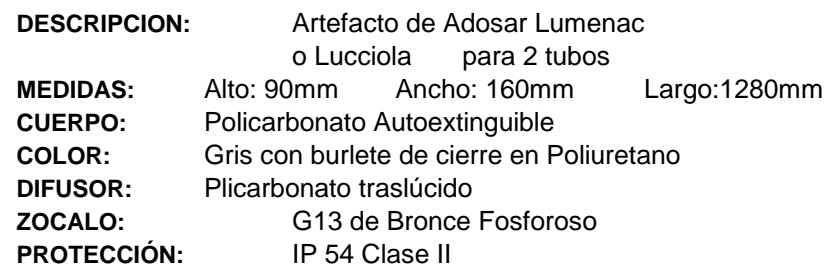 DESCRIPCION: Artefacto de Adosar Lumenac
o Lucciola para 2 tubos
MEDIDAS: Alto: 90mm Ancho: 160mm Largo:1280mm
CUERPO: Policarbonato Autoextinguible
COLOR: Gris con burlete de cierre en Poliuretano
DIFUSOR: Plicarbonato traslúcido
ZOCALO: G13 de Bronce Fosforoso
PROTECCIÓN: IP 54 Clase II